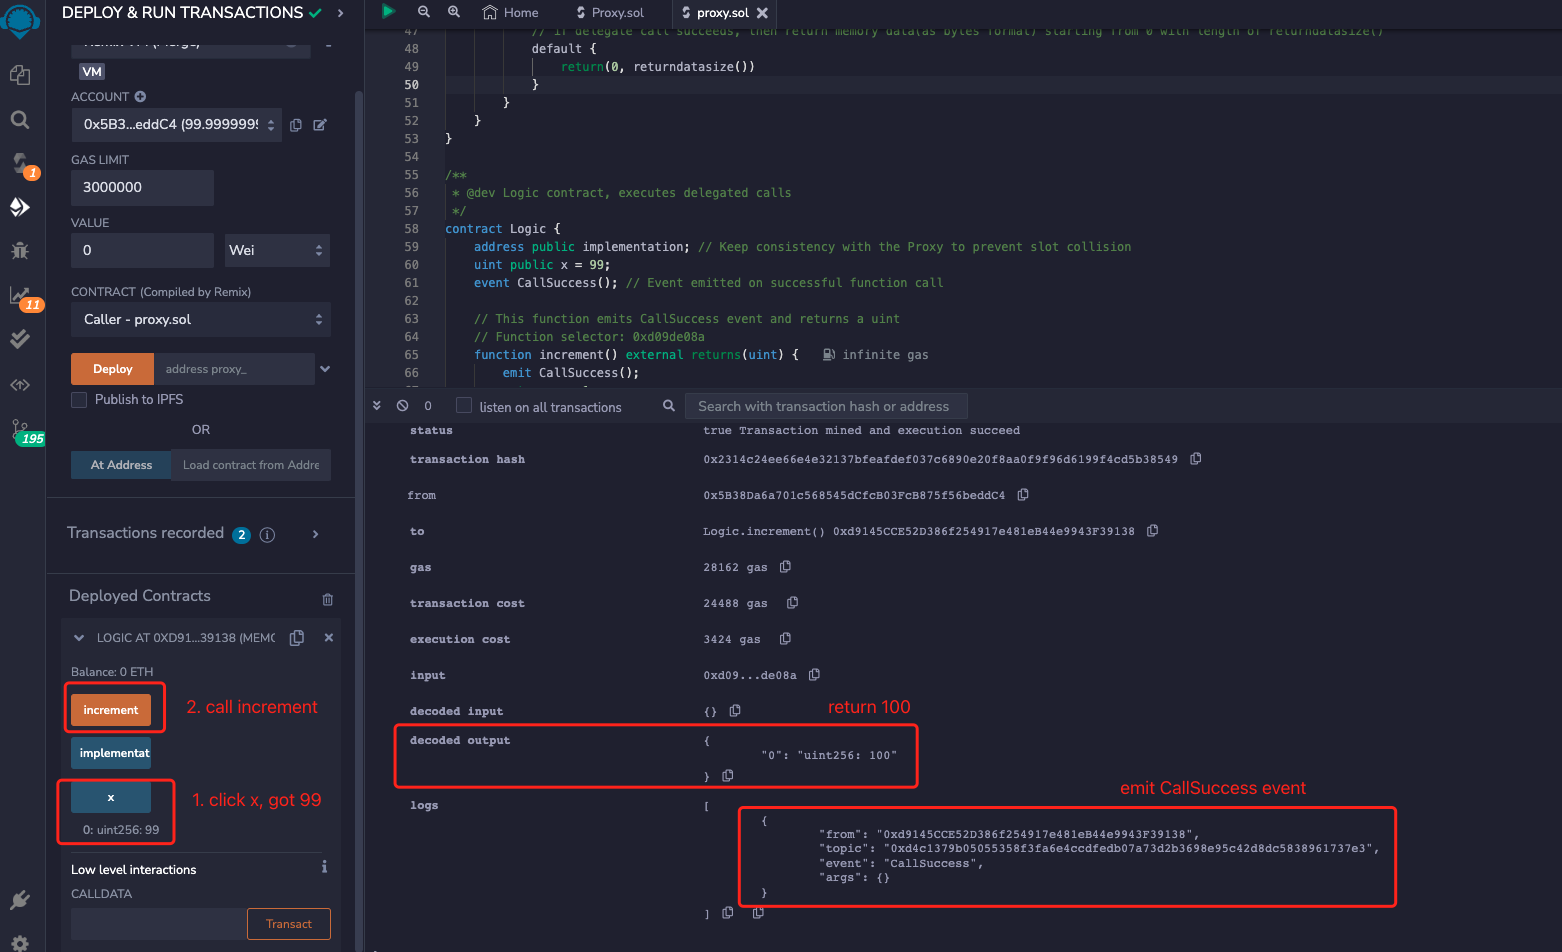 DEPLOY & RUN TRANSACTIONS
VM
ACCOUNT
0x5B3...eddC4 (99.9999999
GAS LIMIT
3000000
VALUE
0
Wei
CONTRACT (Compiled by Remix)
Caller - proxy.sol
Deploy
address proxy_
Publish to IPFS
OR
At Address
Load contract from Addre
Transactions recorded 2 i
Deployed Contracts
LOGIC AT 0XD91...39138 (MEMC
Balance: 0 ETH
increment
2. call increment
implementat
x
1. click x, got 99
0: uint256: 99
Low level interactions
i
CALLDATA
Transact
1
11
195
Home
Proxy.sol
proxy.sol
47 // if delegate call succeeds, then return memory data(as bytes format) starting from 0 with length of returndatasize()
48 default {
49 return(0, returndatasize())
50 }
51 }
52 }
53 }
54
55 /**
56 * @dev Logic contract, executes delegated calls
57 */
58 contract Logic {
59 address public implementation; // Keep consistency with the Proxy to prevent slot collision
60 uint public x = 99;
61 event CallSuccess(); // Event emitted on successful function call
62
63 // This function emits CallSuccess event and returns a uint
64 // Function selector: 0xd09de08a
65 function increment() external returns(uint) { infinite gas
66 emit CallSuccess();
0
listen on all transactions
Search with transaction hash or address
status true Transaction mined and execution succeed
transaction hash 0x2314c24ee66e4e32137bfeafdef037c6890e20f8aa0f9f96d6199f4cd5b38549
from 0x5B38Da6a701c568545dCfcB03FcB875f56beddC4
to Logic.increment() 0xd9145CCE52D386f254917e481eB44e9943F39138
gas 28162 gas
transaction cost 24488 gas
execution cost 3424 gas
input 0xd09...de08a
decoded input {}
return 100
decoded output {
"0": "uint256: 100"
}
emit CallSuccess event
logs [
{
"from": "0xd9145CCE52D386f254917e481eB44e9943F39138",
"topic": "0xd4c1379b05055358f3fa6e4ccdfedb07a73d2b3698e95c42d8dc5838961737e3",
"event": "CallSuccess",
"args": {}
}
]